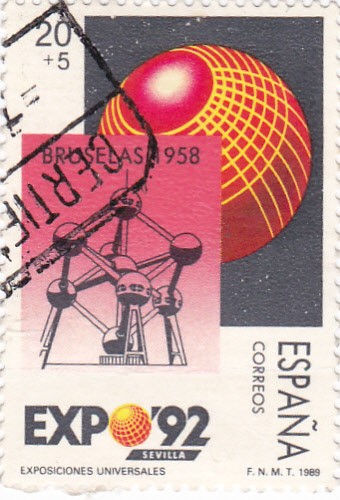 20
+5
BRUSELAS 1958
ESPAÑA
CORREOS
EXPO'92
SEVILLA
EXPOSICIONES UNIVERSALES
F. N. M. T. 1989